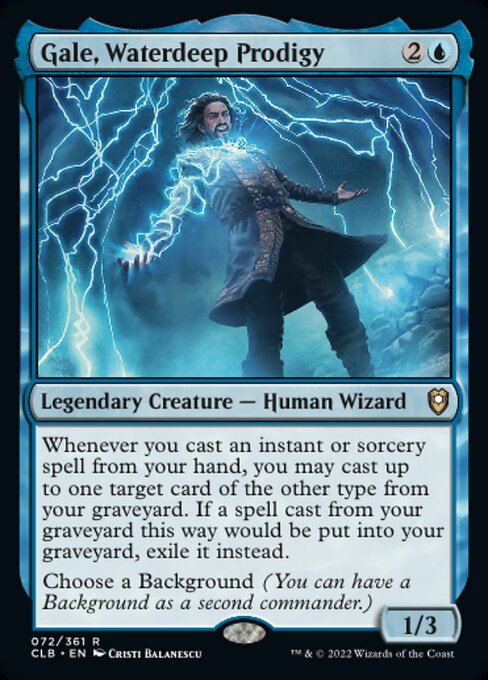 Gale, Waterdeep Prodigy 2
Legendary Creature — Human Wizard
Whenever you cast an instant or sorcery
spell from your hand, you may cast up
to one target card of the other type from
your graveyard. If a spell cast from your
graveyard this way would be put into your
graveyard, exile it instead.
Choose a Background (You can have a
Background as a second commander.)
1/3
072/361 R
CLB • EN Cristi Balanescu
™ & © 2022 Wizards of the Coast